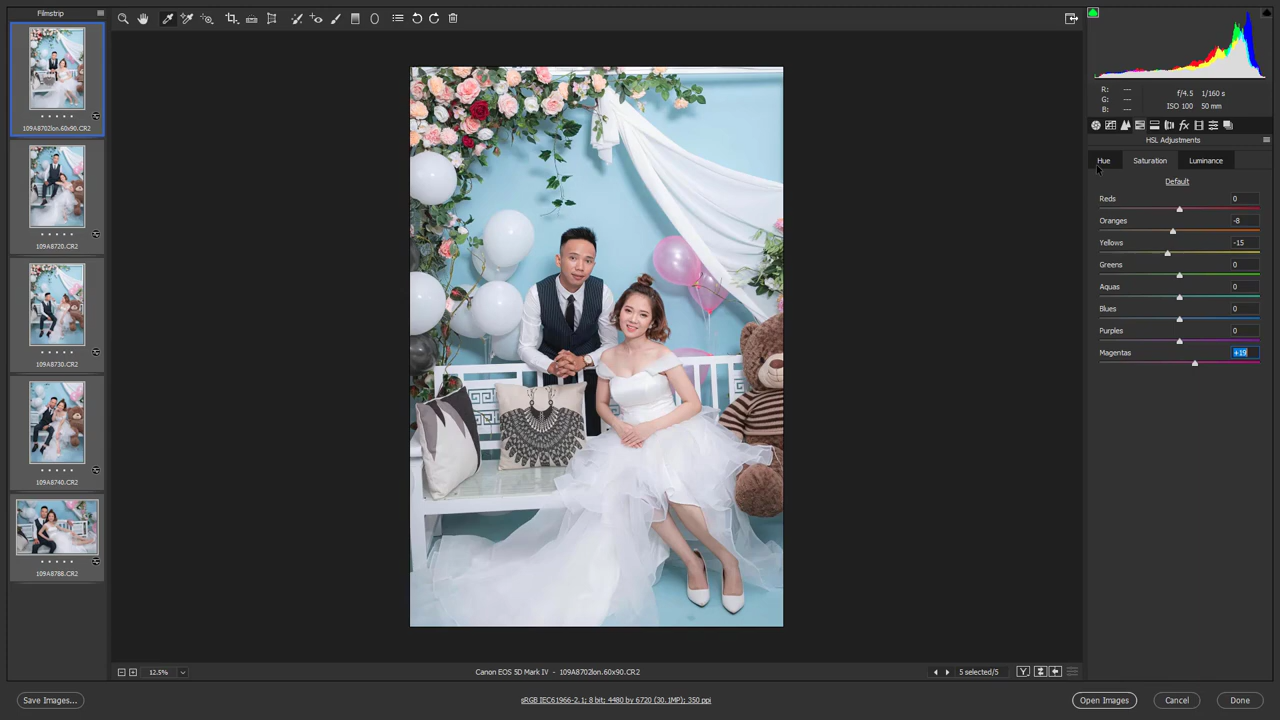 Filmstrip
109A8702lon.60x90.CR2
109A8720.CR2
109A8730.CR2
109A8740.CR2
109A8788.CR2
R: ---
G: ---
B: ---
f/4.5 1/160 s
ISO 100 50 mm
HSL Adjustments
Hue Saturation Luminance
Default
Reds 0
Oranges -8
Yellows -15
Greens 0
Aquas 0
Blues 0
Purples 0
Magentas +19
12.5%
Canon EOS 5D Mark IV - 109A8702lon.60x90.CR2
5 selected/5
Y
Save Images...
sRGB IEC61966-2.1; 8 bit; 4480 by 6720 (30.1MP); 350 ppi
Open Images
Cancel
Done